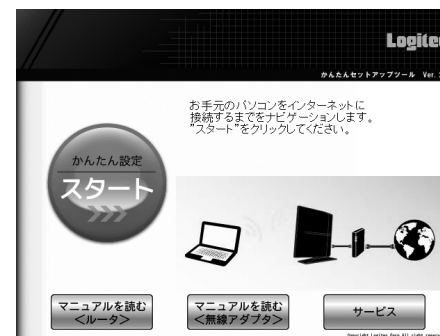 Logitec
かんたんセットアップツール Ver.
お手元のパソコンをインターネットに
接続するまでをナビゲーションします。
"スタート"をクリックしてください。
かんたん設定
スタート
マニュアルを読む
<ルータ>
マニュアルを読む
<無線アダプタ>
サービス